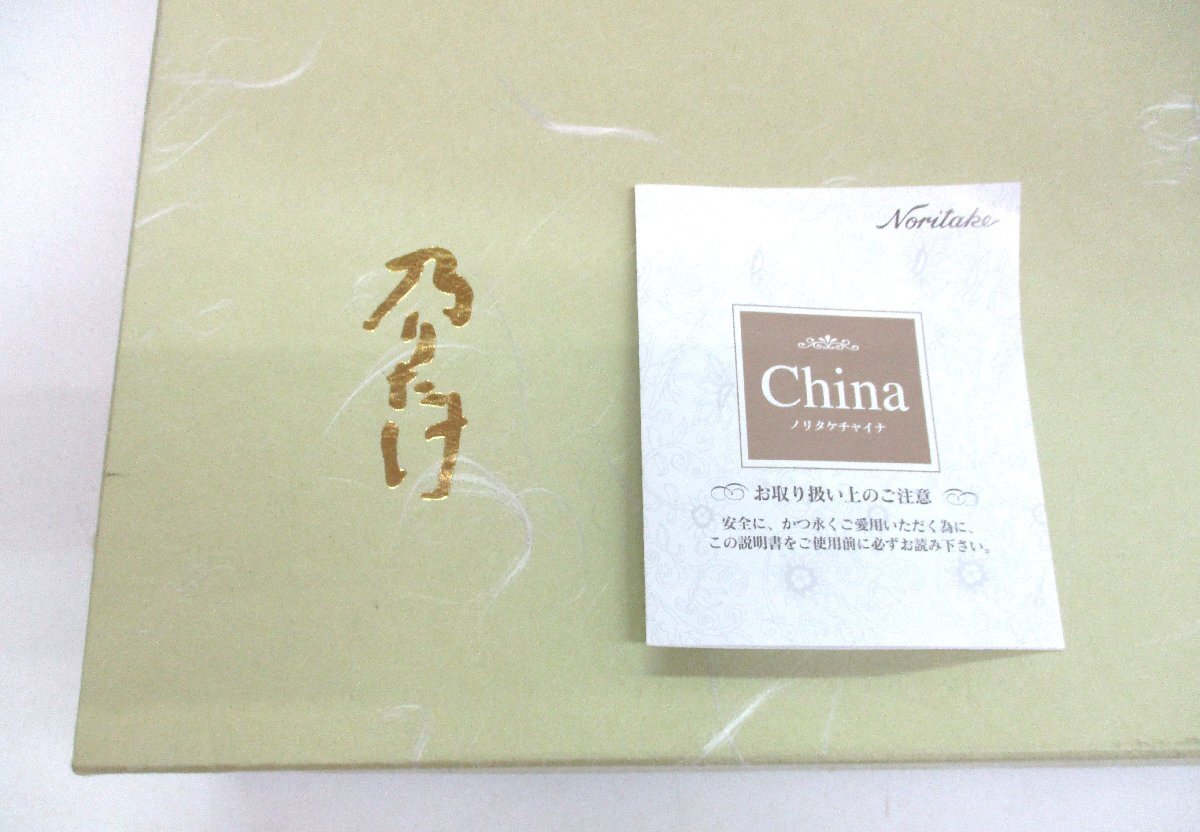 乃りたけ
Noritake
China
ノリタケチャイナ
お取り扱い上のご注意
安全に、かつ永くご愛用いただく為に、
この説明書をご使用前に必ずお読み下さい。